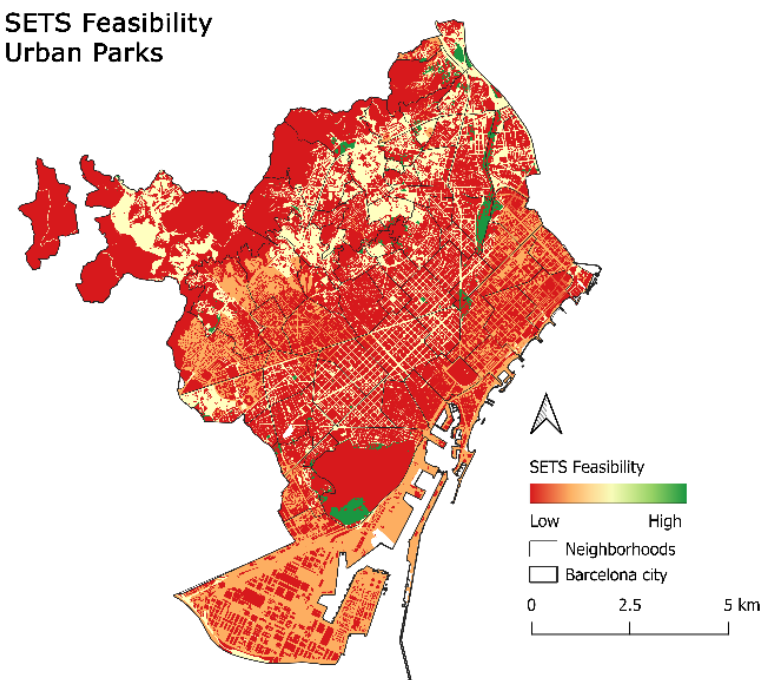 SETS Feasibility
Urban Parks
SETS Feasibility
Low High
Neighborhoods
Barcelona city
0 2.5 5 km